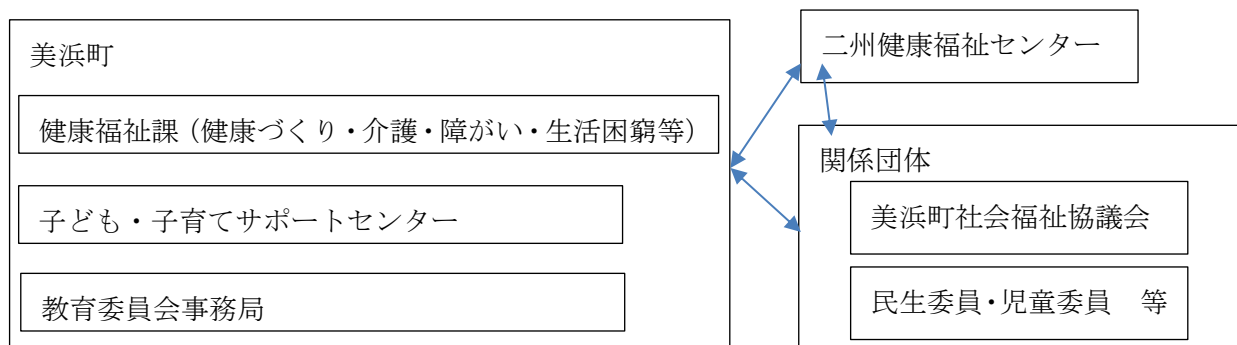 美浜町
健康福祉課（健康づくり・介護・障がい・生活困窮等）
子ども・子育てサポートセンター
教育委員会事務局
二州健康福祉センター
関係団体
美浜町社会福祉協議会
民生委員・児童委員　等